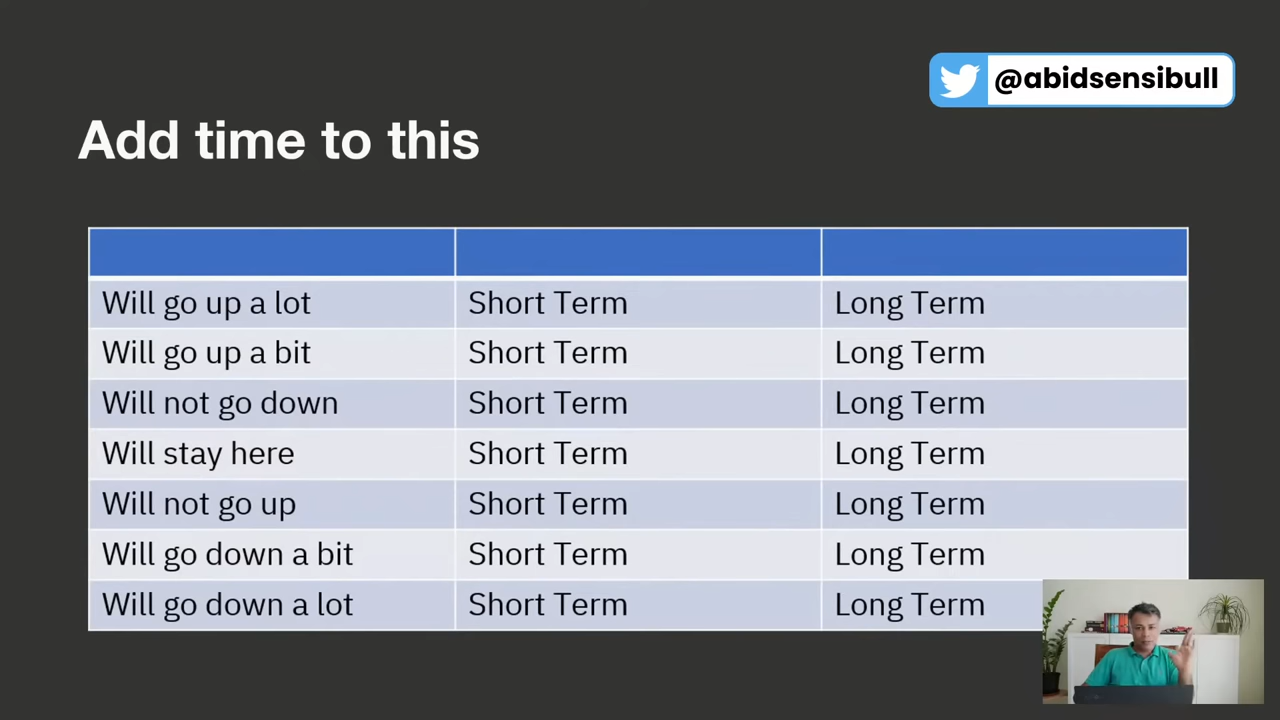 @abidsensibull
Add time to this
Will go up a lot Short Term Long Term
Will go up a bit Short Term Long Term
Will not go down Short Term Long Term
Will stay here Short Term Long Term
Will not go up Short Term Long Term
Will go down a bit Short Term Long Term
Will go down a lot Short Term Long Term